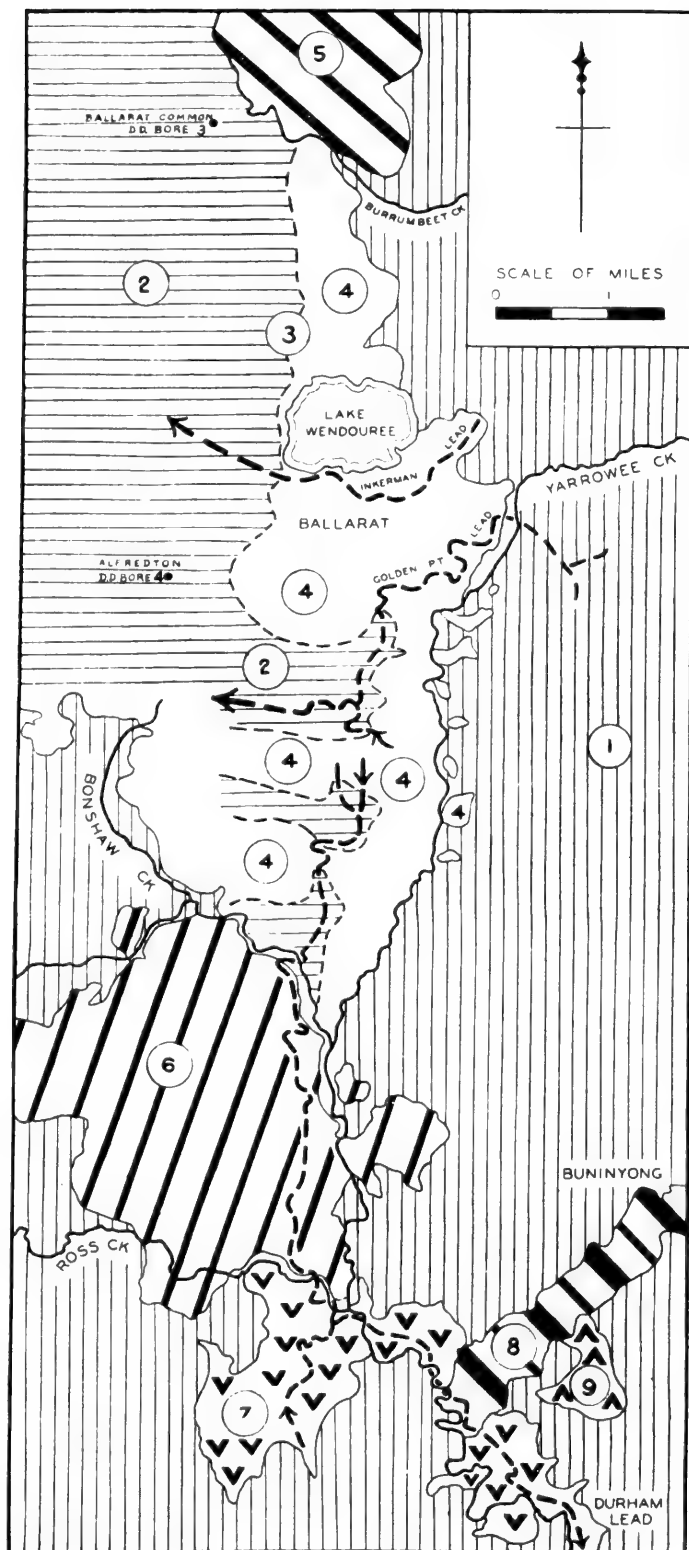 5
BALLARAT COMMON
D.D. BORE 3
BURRUMBEET CK
SCALE OF MILES
0 1
2
4
3
LAKE
WENDOUREE
INKERMAN LEAD
YARROWEE CK
BALLARAT
GOLDEN PT LEAD
ALFREDTON
D.D BORE 4
4
2
1
4
4
4
BONSHAW CK
4
6
BUNINYONG
ROSS CK
8
9
7
DURHAM
LEAD